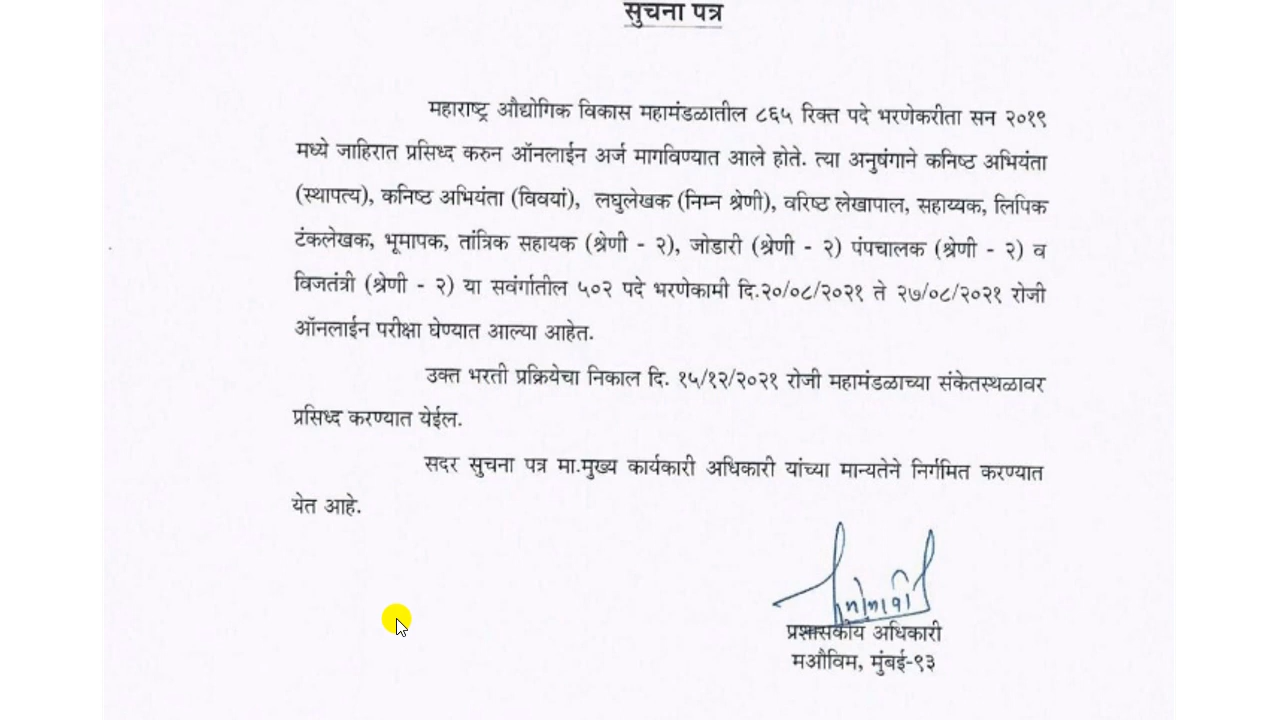 सुचना पत्र
महाराष्ट्र औद्योगिक विकास महामंडळातील ८६५ रिक्त पदे भरणेकरीता सन २०१९
मध्ये जाहिरात प्रसिध्द करुन ऑनलाईन अर्ज मागविण्यात आले होते. त्या अनुषंगाने कनिष्ठ अभियंता
(स्थापत्य), कनिष्ठ अभियंता (विवयां), लघुलेखक (निम्न श्रेणी), वरिष्ठ लेखापाल, सहाय्यक, लिपिक
टंकलेखक, भूमापक, तांत्रिक सहायक (श्रेणी - २), जोडारी (श्रेणी - २) पंपचालक (श्रेणी - २) व
विजतंत्री (श्रेणी - २) या सवंर्गातील ५०२ पदे भरणेकामी दि.२०/०८/२०२१ ते २७/०८/२०२१ रोजी
ऑनलाईन परीक्षा घेण्यात आल्या आहेत.
उक्त भरती प्रक्रियेचा निकाल दि. १५/१२/२०२१ रोजी महामंडळाच्या संकेतस्थळावर
प्रसिध्द करण्यात येईल.
सदर सुचना पत्र मा.मुख्य कार्यकारी अधिकारी यांच्या मान्यतेने निर्गमित करण्यात
येत आहे.
प्रशासकीय अधिकारी
मऔविम, मुंबई-९३